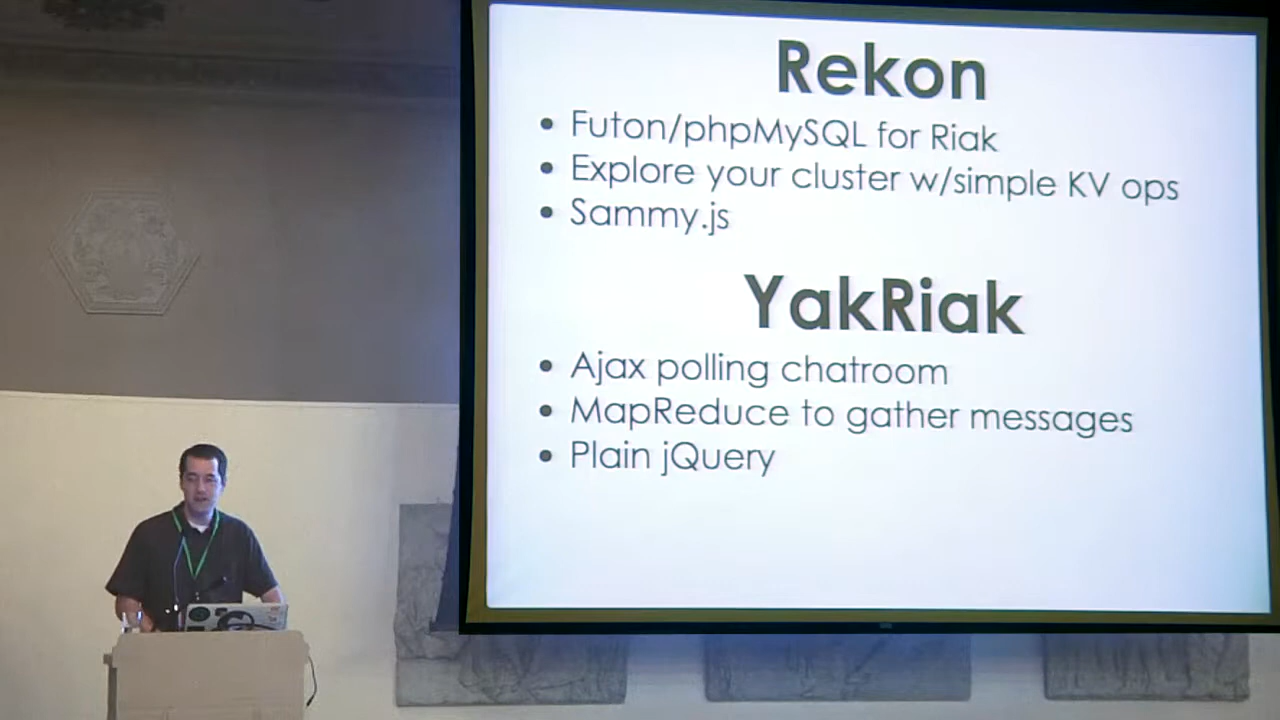 Rekon
• Futon/phpMySQL for Riak
• Explore your cluster w/simple KV ops
• Sammy.js
YakRiak
• Ajax polling chatroom
• MapReduce to gather messages
• Plain jQuery